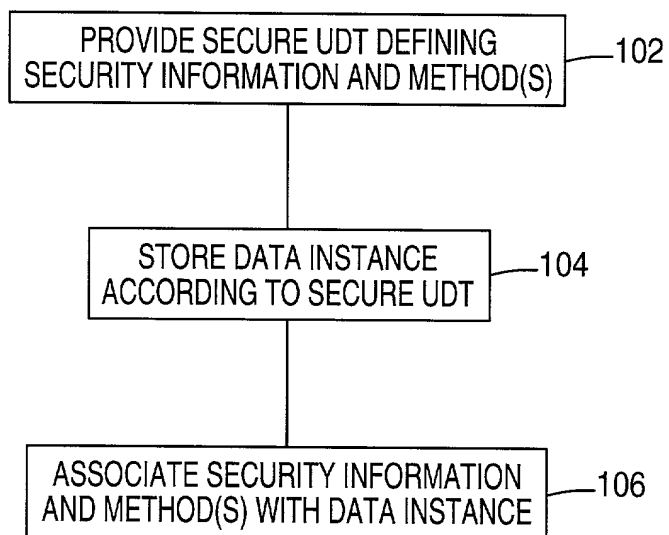 PROVIDE SECURE UDT DEFINING
SECURITY INFORMATION AND METHOD(S)
102
STORE DATA INSTANCE
ACCORDING TO SECURE UDT
104
ASSOCIATE SECURITY INFORMATION
AND METHOD(S) WITH DATA INSTANCE
106